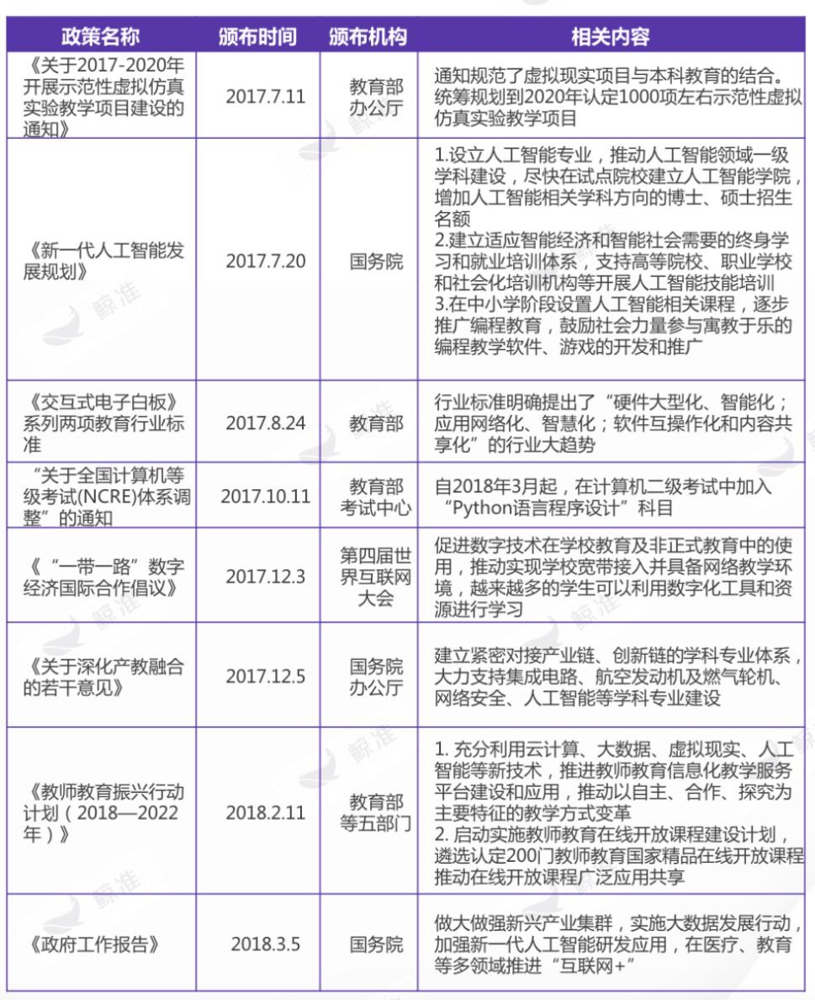 政策名称 颁布时间 颁布机构 相关内容
《关于2017-2020年
开展示范性虚拟仿真
实验教学项目建设的
通知》
2017.7.11
教育部
办公厅
通知规范了虚拟现实项目与本科教育的结合。
统筹规划到2020年认定1000项左右示范性虚拟
仿真实验教学项目
《新一代人工智能发
展规划》
2017.7.20
国务院
1.设立人工智能专业，推动人工智能领域一级
学科建设，尽快在试点院校建立人工智能学院，
增加人工智能相关学科方向的博士、硕士招生
名额
2.建立适应智能经济和智能社会需要的终身学
习和就业培训体系，支持高等院校、职业学校
和社会化培训机构等开展人工智能技能培训
3.在中小学阶段设置人工智能相关课程，逐步
推广编程教育，鼓励社会力量参与寓教于乐的
编程教学软件、游戏的开发和推广
《交互式电子白板》
系列两项教育行业标
准
2017.8.24
教育部
行业标准明确提出了“硬件大型化、智能化；
应用网络化、智慧化；软件互操作化和内容共
享化”的行业大趋势
“关于全国计算机等
级考试(NCRE)体系调
整”的通知
2017.10.11
教育部
考试中心
自2018年3月起，在计算机二级考试中加入
“Python语言程序设计”科目
《“一带一路”数字
经济国际合作倡议》
2017.12.3
第四届世
界互联网
大会
促进数字技术在学校教育及非正式教育中的使
用，推动实现学校宽带接入并具备网络教学环
境，越来越多的学生可以利用数字化工具和资
源进行学习
《关于深化产教融合
的若干意见》
2017.12.5
国务院
办公厅
建立紧密对接产业链、创新链的学科专业体系，
大力支持集成电路、航空发动机及燃气轮机、
网络安全、人工智能等学科专业建设
《教师教育振兴行动
计划（2018—2022
年）》
2018.2.11
教育部
等五部门
1. 充分利用云计算、大数据、虚拟现实、人工
智能等新技术，推进教师教育信息化教学服务
平台建设和应用，推动以自主、合作、探究为
主要特征的教学方式变革
2. 启动实施教师教育在线开放课程建设计划，
遴选认定200门教师教育国家精品在线开放课程
推动在线开放课程广泛应用共享
《政府工作报告》
2018.3.5
国务院
做大做强新兴产业集群，实施大数据发展行动，
加强新一代人工智能研发应用，在医疗、教育
等多领域推进“互联网+”
鲸准
鲸准
鲸准
鲸准
鲸准
鲸准
鲸准